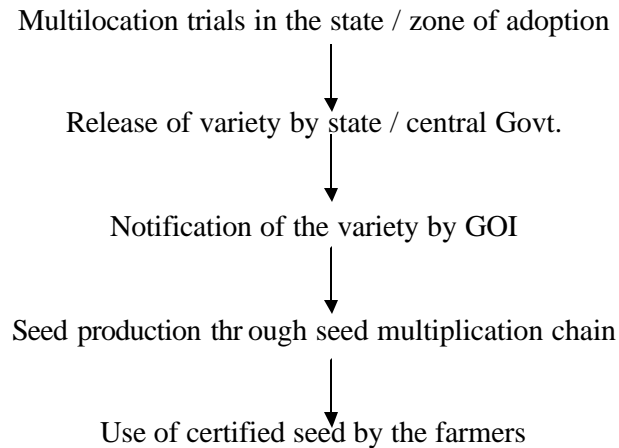 Multilocation trials in the state / zone of adoption
Release of variety by state / central Govt.
Notification of the variety by GOI
Seed production thr ough seed multiplication chain
Use of certified seed by the farmers